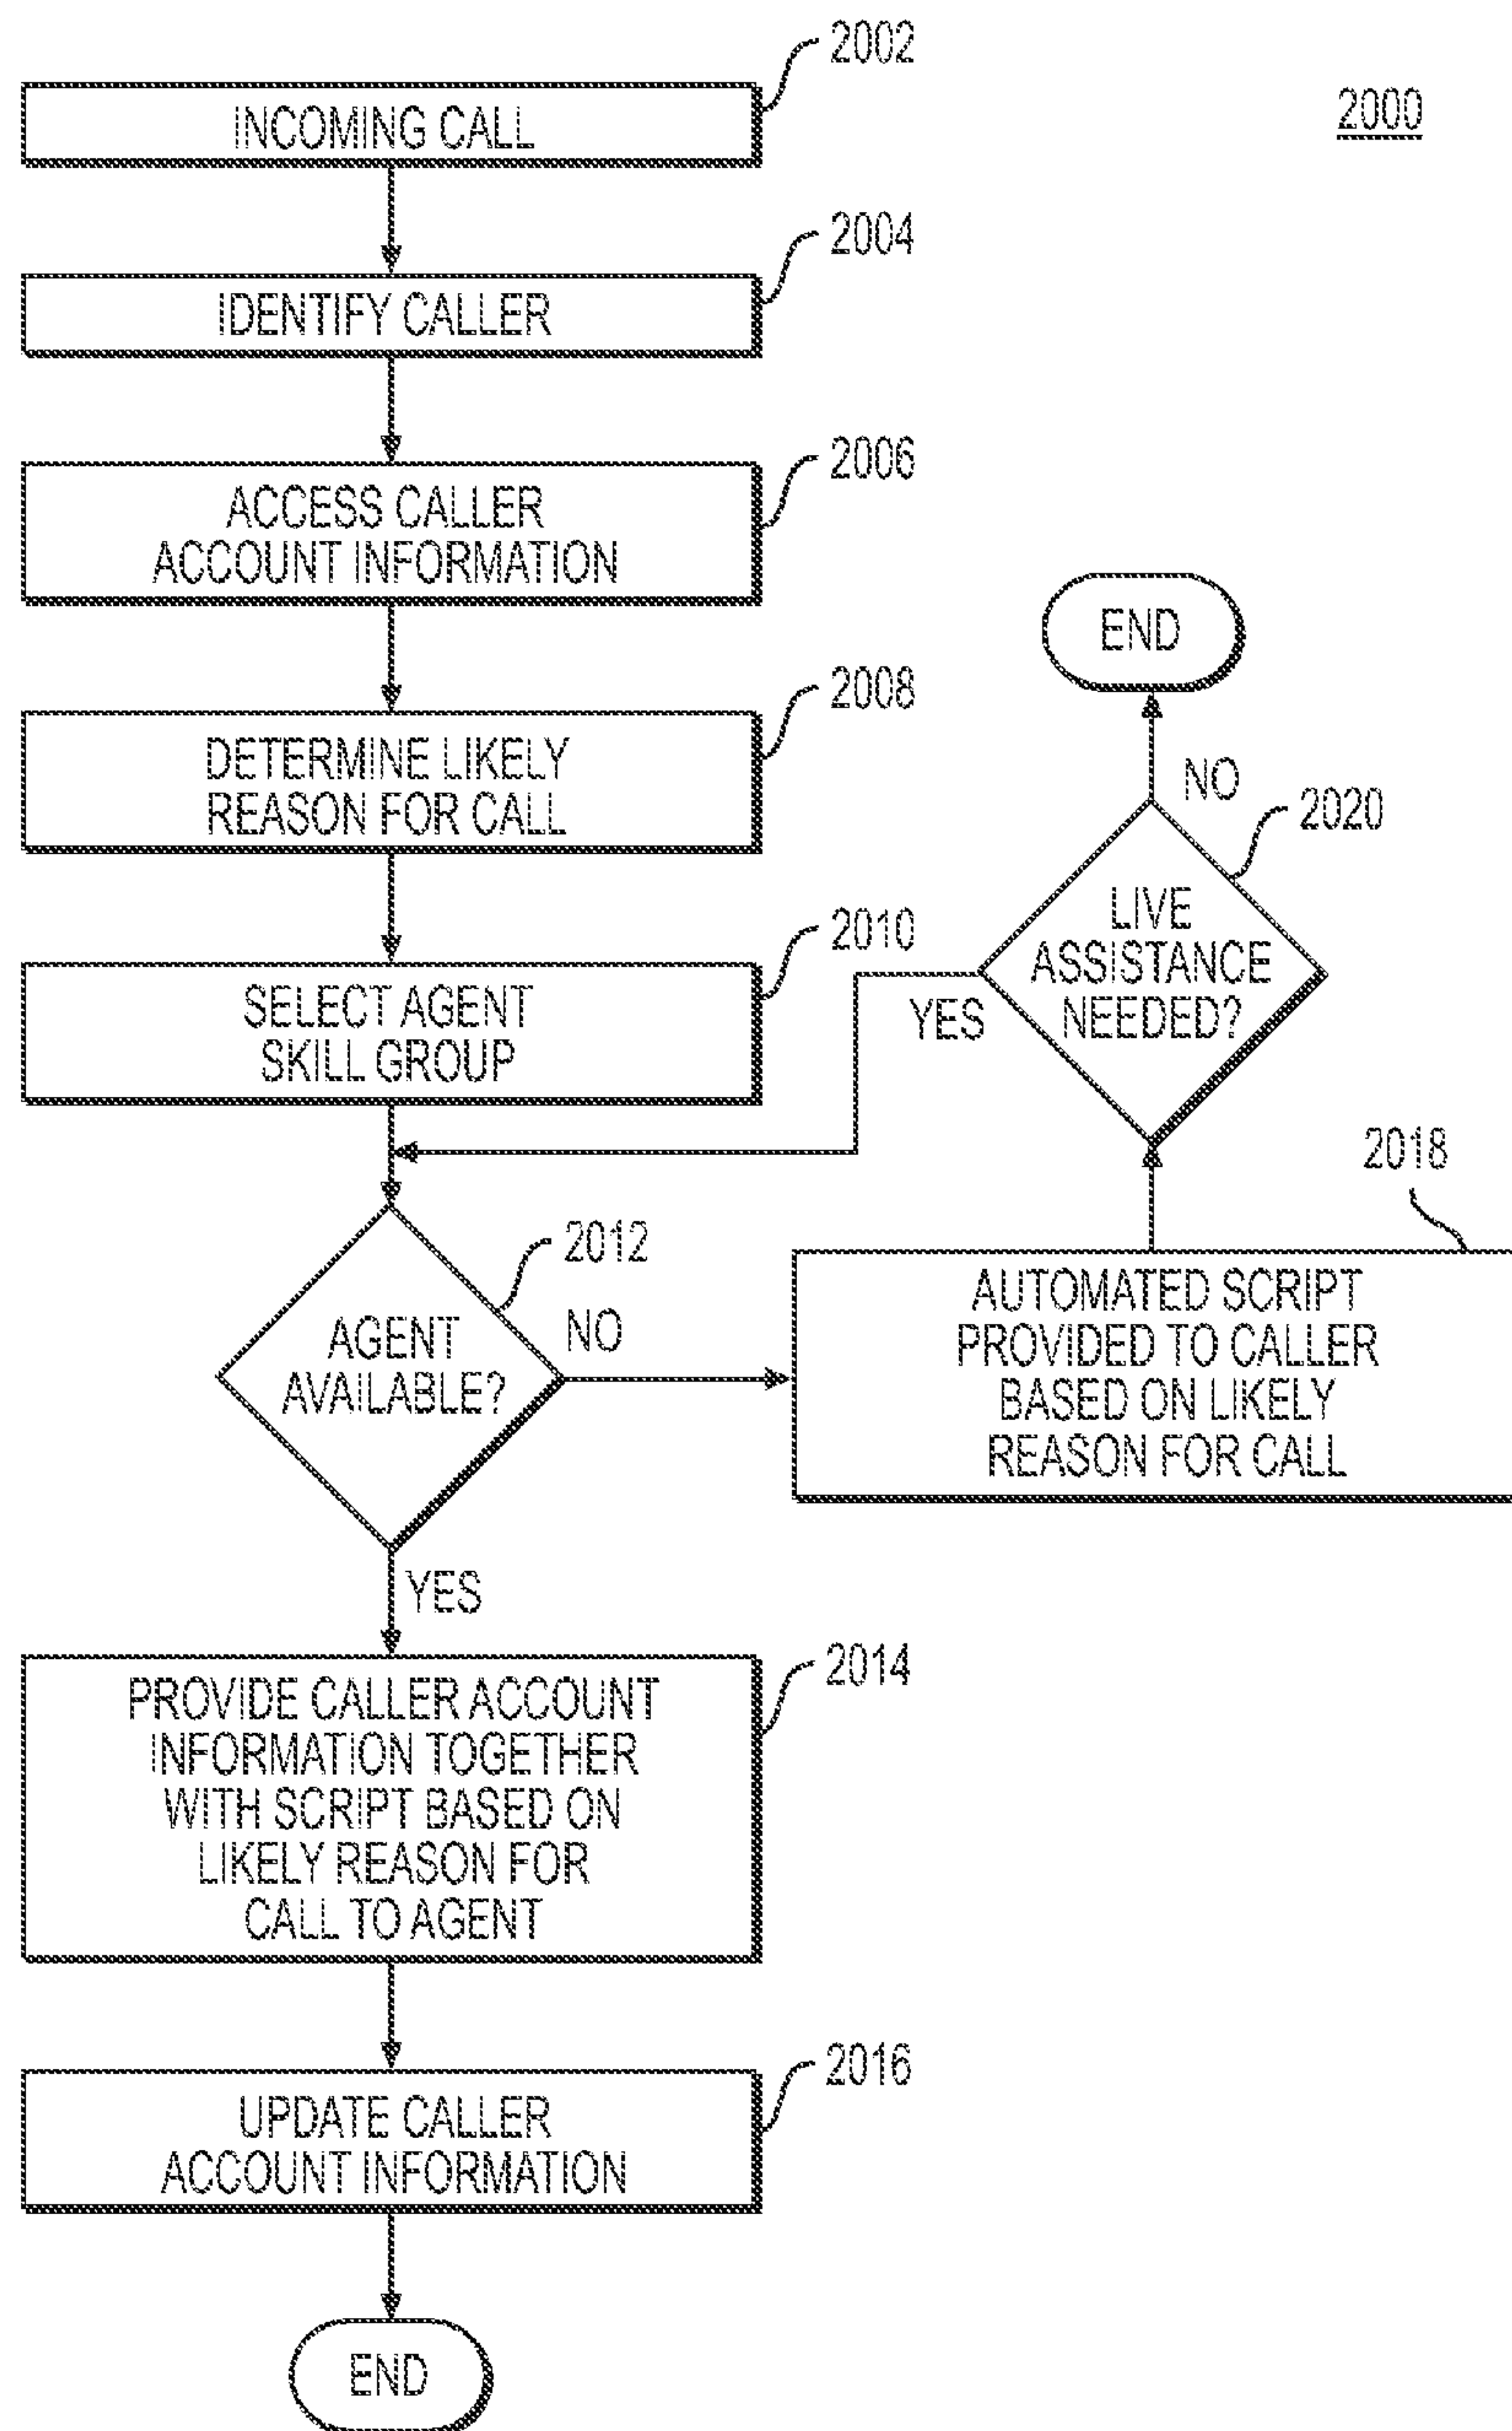 2002
2000
INCOMING CALL
2004
IDENTIFY CALLER
2006
ACCESS CALLER
ACCOUNT INFORMATION
2008
DETERMINE LIKELY
REASON FOR CALL
2010
SELECT AGENT
SKILL GROUP
2012
AGENT
AVAILABLE?
NO
YES
2014
PROVIDE CALLER ACCOUNT
INFORMATION TOGETHER
WITH SCRIPT BASED ON
LIKELY REASON FOR
CALL TO AGENT
2016
UPDATE CALLER
ACCOUNT INFORMATION
END
2018
AUTOMATED SCRIPT
PROVIDED TO CALLER
BASED ON LIKELY
REASON FOR CALL
2020
LIVE
ASSISTANCE
NEEDED?
YES
NO
END